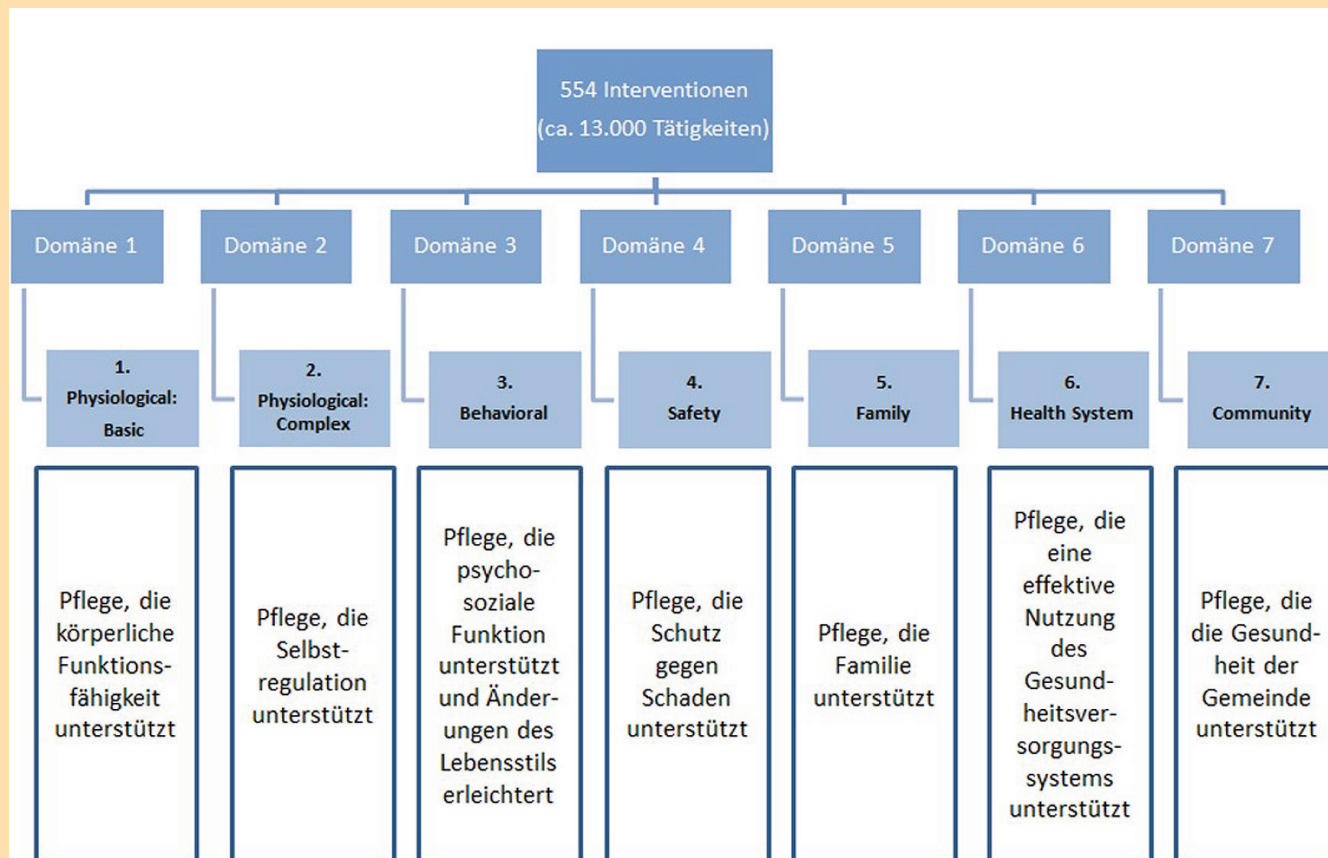 554 Interventionen
(ca. 13.000 Tätigkeiten)
Domäne 1
Domäne 2
Domäne 3
Domäne 4
Domäne 5
Domäne 6
Domäne 7
1.
Physiological:
Basic
2.
Physiological:
Complex
3.
Behavioral
4.
Safety
5.
Family
6.
Health System
7.
Community
Pflege, die
körperliche
Funktions-
fähigkeit
unterstützt
Pflege, die
Selbst-
regulation
unterstützt
Pflege, die
psycho-
soziale
Funktion
unterstützt
und Änder-
ungen des
Lebensstils
erleichtert
Pflege, die
Schutz
gegen
Schaden
unterstützt
Pflege, die
Familie
unterstützt
Pflege, die
eine
effektive
Nutzung
des
Gesund-
heitsver-
sorgungs-
systems
unterstützt
Pflege, die
die Gesund-
heit der
Gemeinde
unterstützt